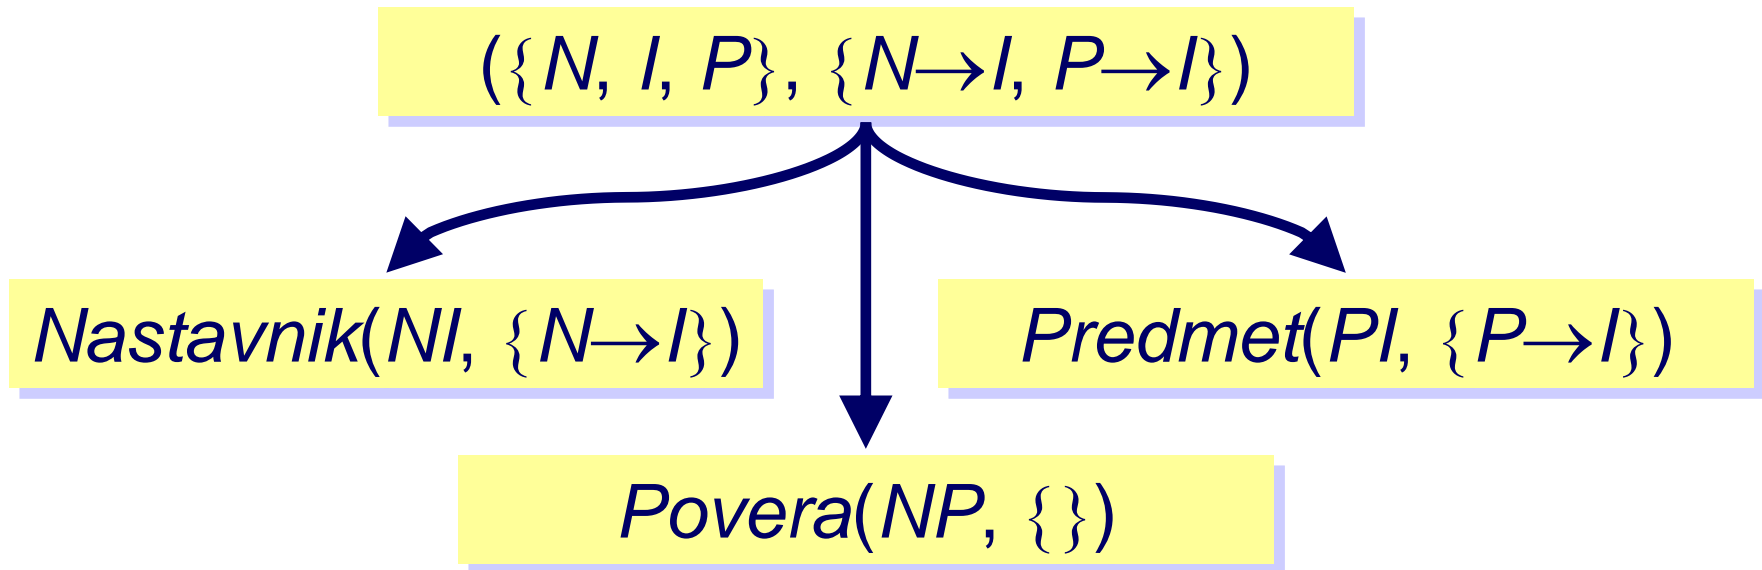 ({N, I, P}, {N→I, P→I})
Nastavnik(NI, {N→I})
Predmet(PI, {P→I})
Povera(NP, {})